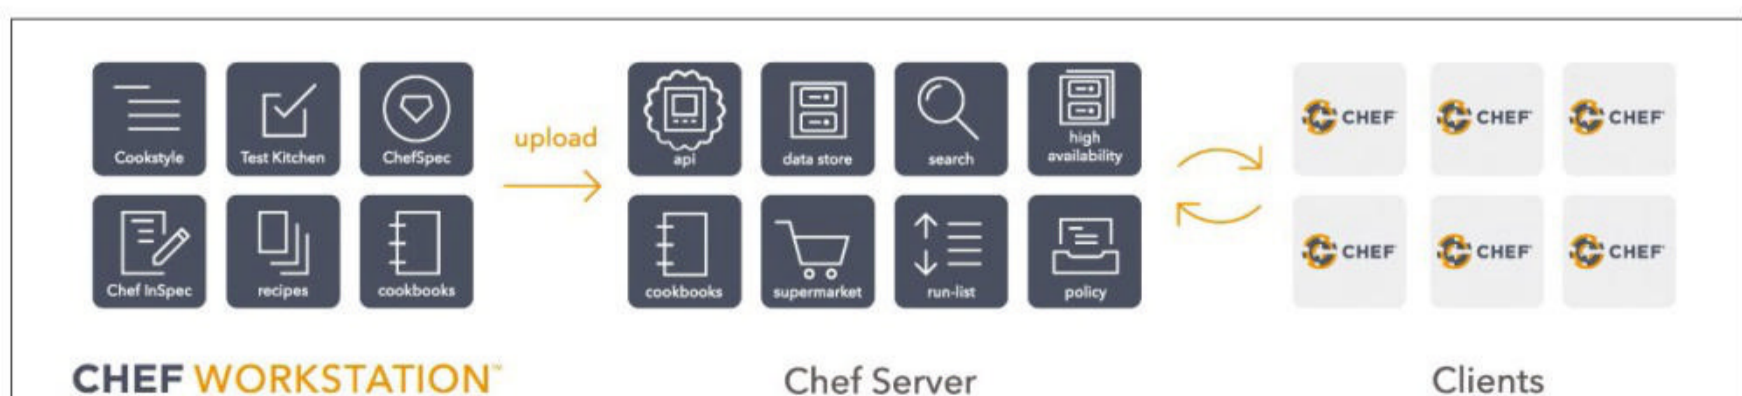 Cookstyle
Test Kitchen
ChefSpec
Chef InSpec
recipes
cookbooks
CHEF WORKSTATION™
upload
api
data store
search
high
availability
cookbooks
supermarket
run-list
policy
Chef Server
CHEF
CHEF
CHEF
CHEF
CHEF
CHEF
Clients